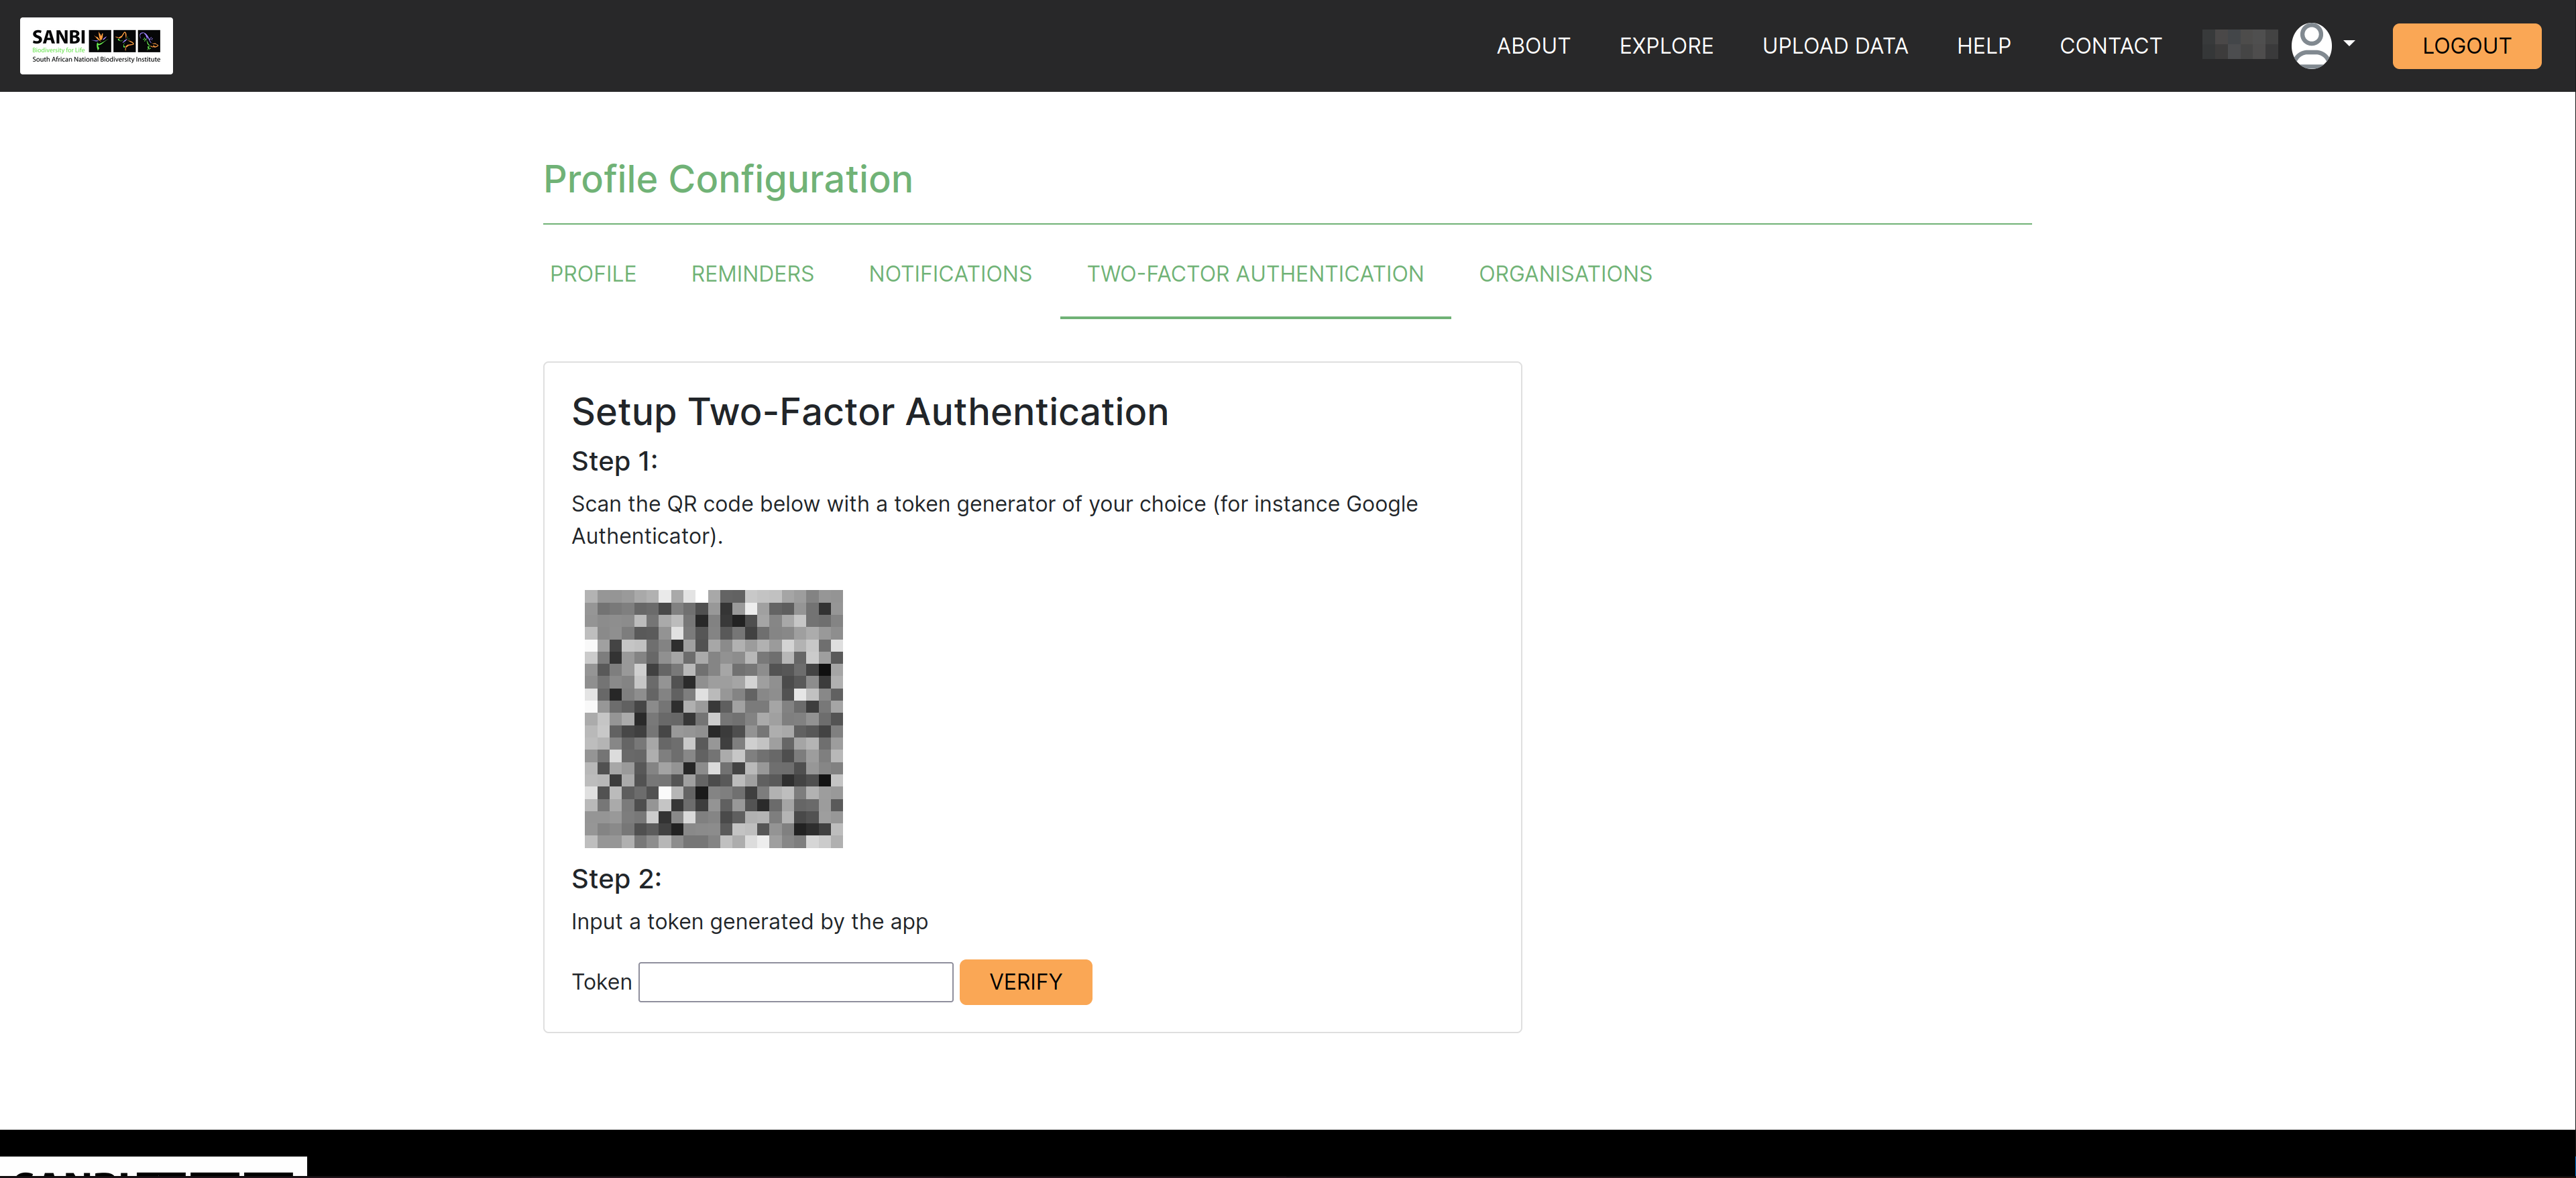 SANBI
Biodiversity for Life
South African National Biodiversity Institute
ABOUT EXPLORE UPLOAD DATA HELP CONTACT LOGOUT
Profile Configuration
PROFILE REMINDERS NOTIFICATIONS TWO-FACTOR AUTHENTICATION ORGANISATIONS
Setup Two-Factor Authentication
Step 1:
Scan the QR code below with a token generator of your choice (for instance Google
Authenticator).
Step 2:
Input a token generated by the app
Token VERIFY